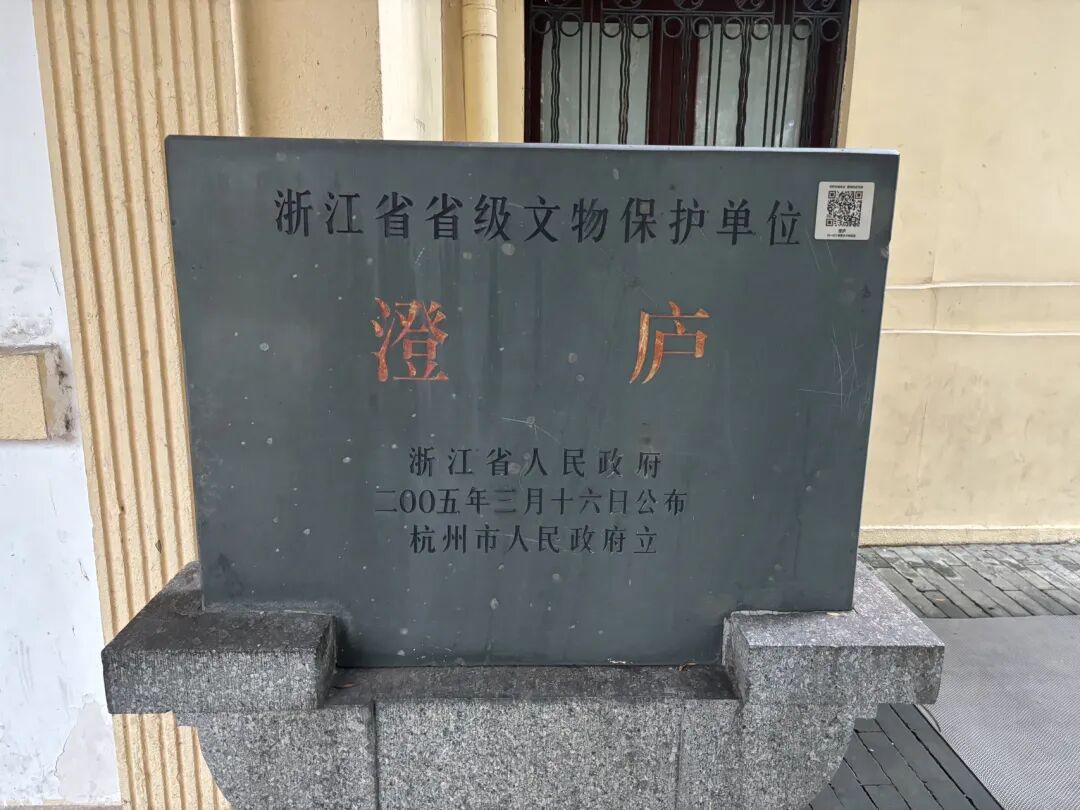 浙江省省级文物保护单位
澄庐
浙江省人民政府
二〇〇五年三月十六日公布
杭州市人民政府立